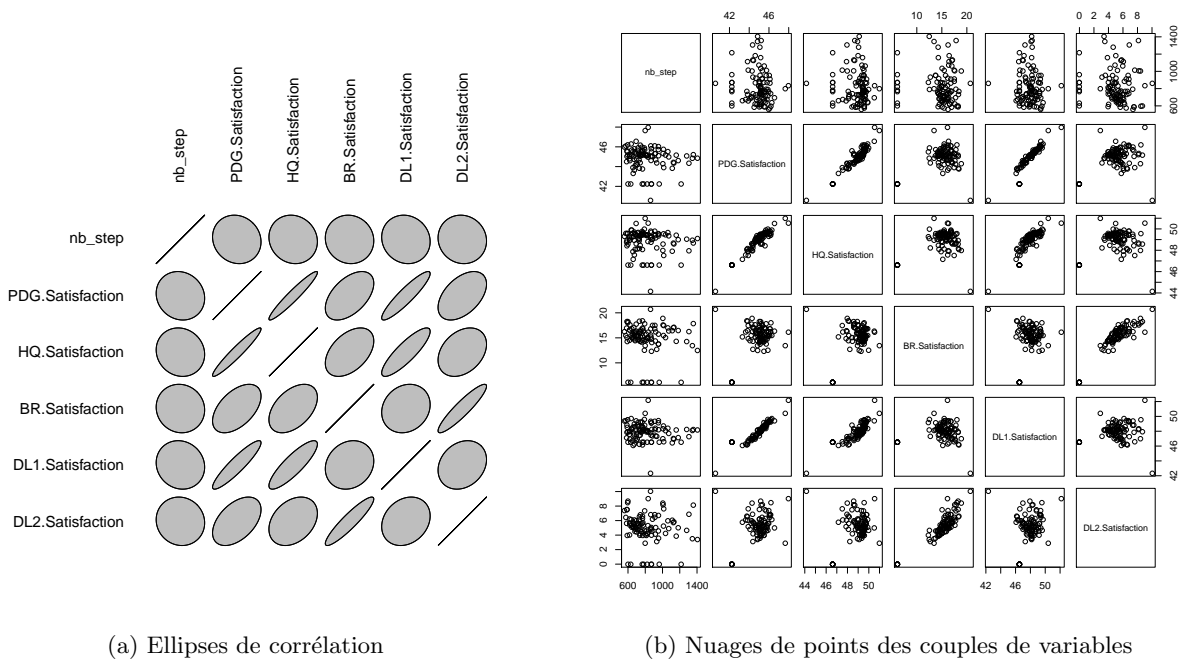 nb_step
PDG.Satisfaction
HQ.Satisfaction
BR.Satisfaction
DL1.Satisfaction
DL2.Satisfaction
nb_step
PDG.Satisfaction
HQ.Satisfaction
BR.Satisfaction
DL1.Satisfaction
DL2.Satisfaction
(a) Ellipses de corrélation
42 46
10 15 20
0 2 4 6 8
nb_step
600 1000 1400
42 46
PDG.Satisfaction
HQ.Satisfaction
44 46 48 50
10 15 20
BR.Satisfaction
DL1.Satisfaction
42 46 50
0 2 4 6 8
DL2.Satisfaction
600 1000 1400
44 46 48 50
42 46 50
(b) Nuages de points des couples de variables